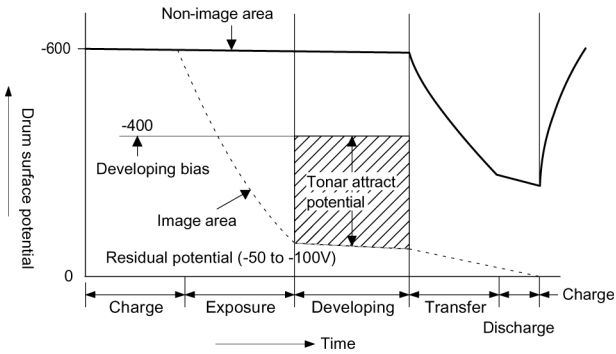 Non-image area
-600
-400
Developing bias
Tonar attract
potential
Image area
Residual potential (-50 to -100V)
0
Drum surface potential
Charge
Exposure
Developing
Transfer
Charge
Discharge
Time